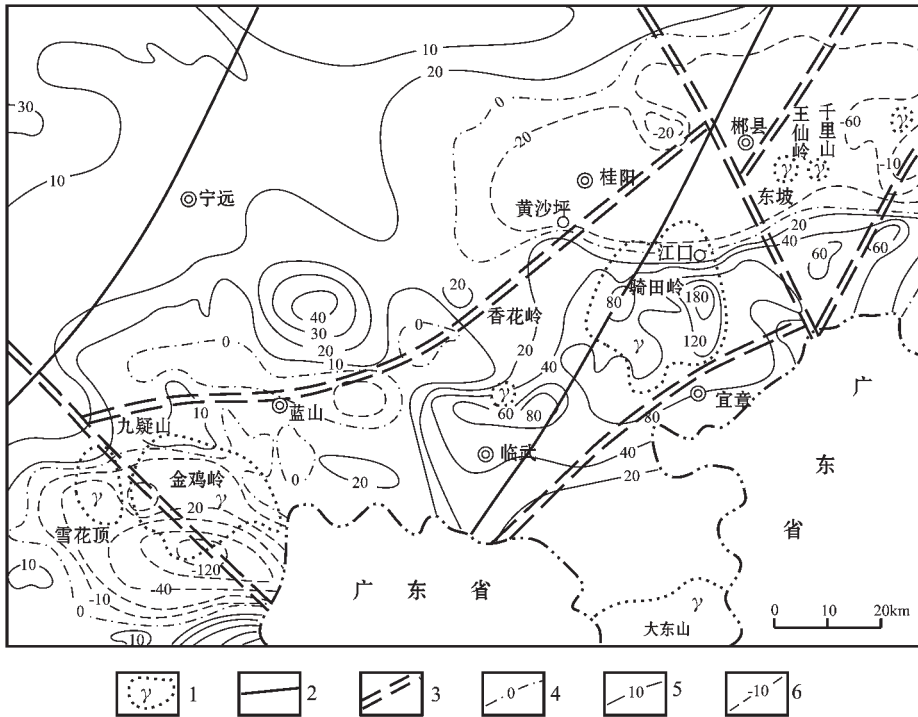 10
20
0
30
-20
-20
郴县
王仙岭
千里山
-60
γ
γ
γ
-10
10
宁远
桂阳
东坡
黄沙坪
20
40
江口
60
60
20
骑田岭
80
180
40
30
20
香花岭
0
0
10
20
γ
120
40
40
广
10
蓝山
γ
60
80
宜章
80
九疑山
临武
0
20
20
金鸡岭
γ
γ
20
东
雪花顶
-120
-40
省
-10
0
10
10
广东省
γ
大东山
0 10 20km
γ 1
2
3
0 4
10 5
-10 6